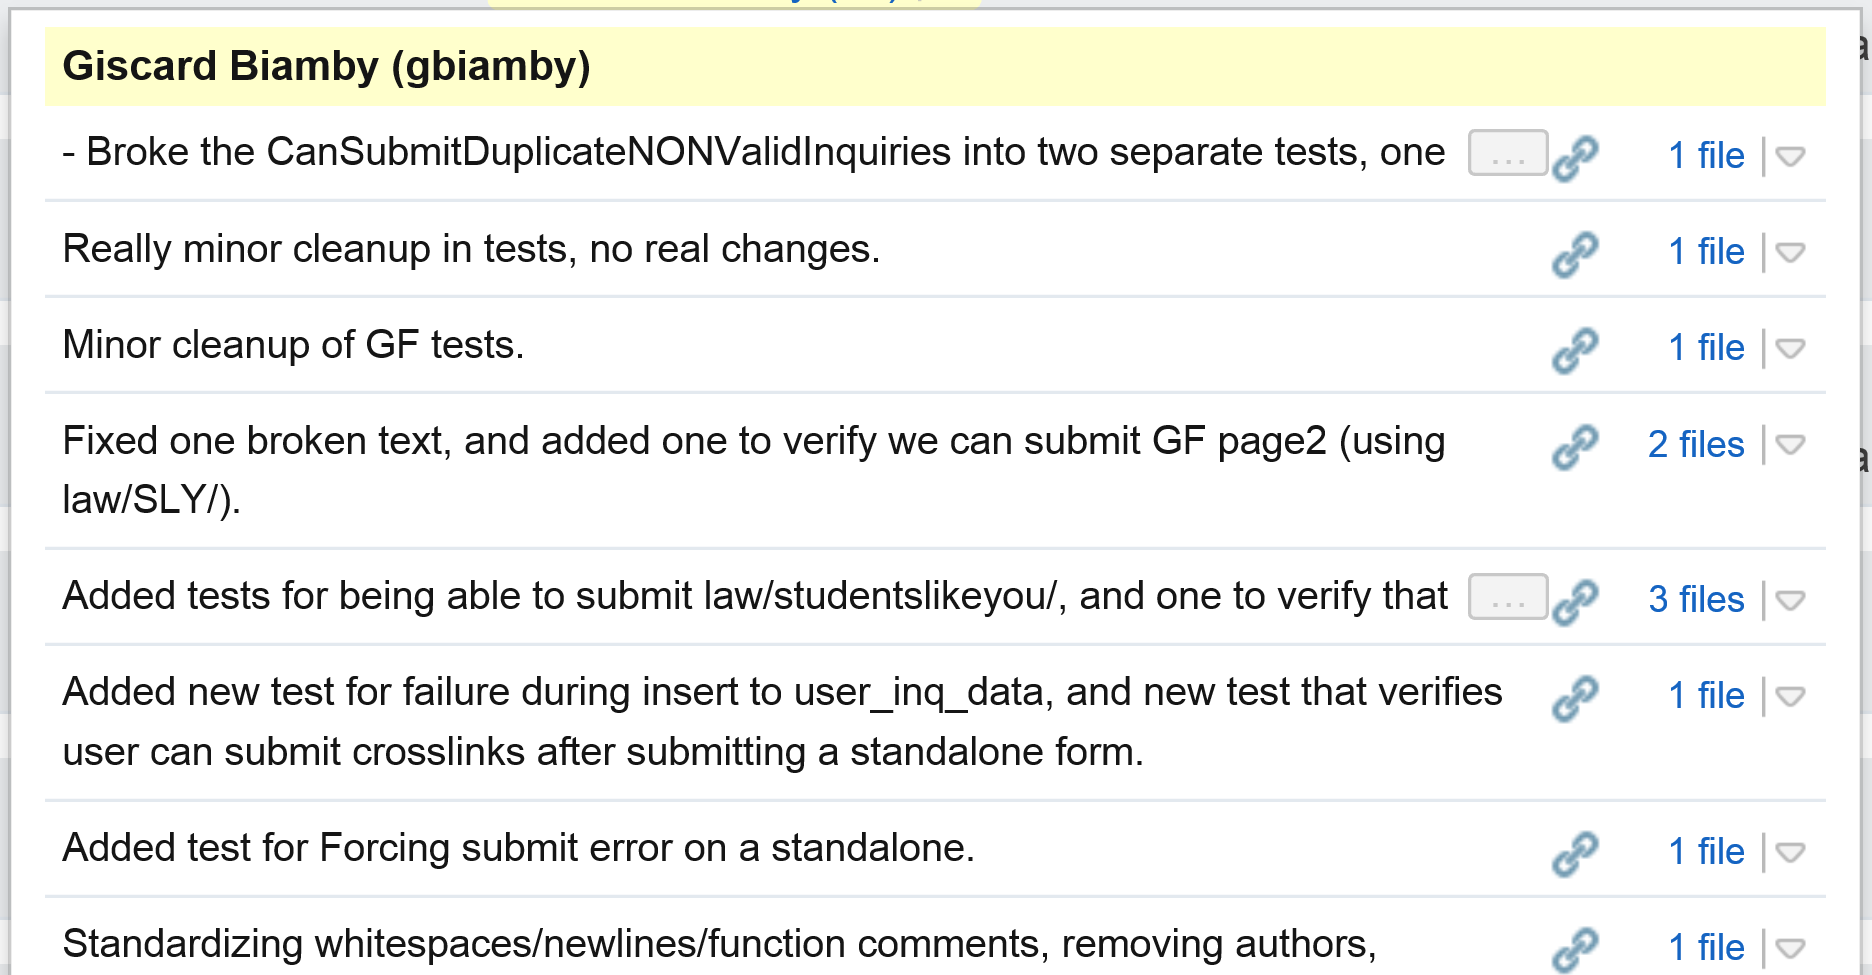 Giscard Biamby (gbiamby)
- Broke the CanSubmitDuplicateNONValidInquiries into two separate tests, one ... 1 file
Really minor cleanup in tests, no real changes. 1 file
Minor cleanup of GF tests. 1 file
Fixed one broken text, and added one to verify we can submit GF page2 (using 2 files
law/SLY/).
Added tests for being able to submit law/studentslikeyou/, and one to verify that ... 3 files
Added new test for failure during insert to user_inq_data, and new test that verifies 1 file
user can submit crosslinks after submitting a standalone form.
Added test for Forcing submit error on a standalone. 1 file
Standardizing whitespaces/newlines/function comments, removing authors, 1 file